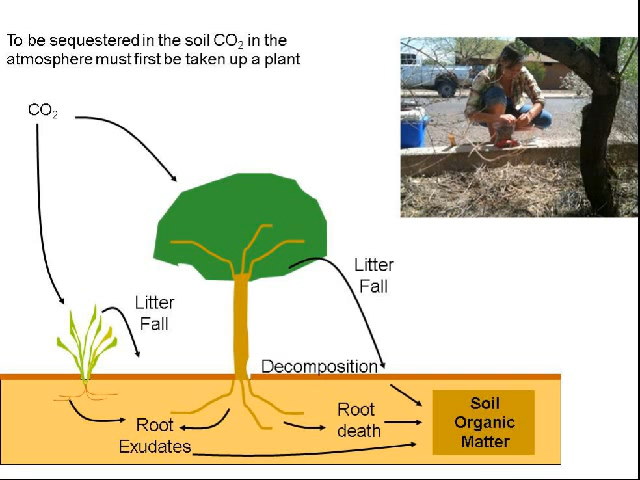 To be sequestered in the soil CO₂ in the
atmosphere must first be taken up a plant
CO₂
Litter
Fall
Litter
Fall
Decomposition
Root
Exudates
Root
death
Soil
Organic
Matter